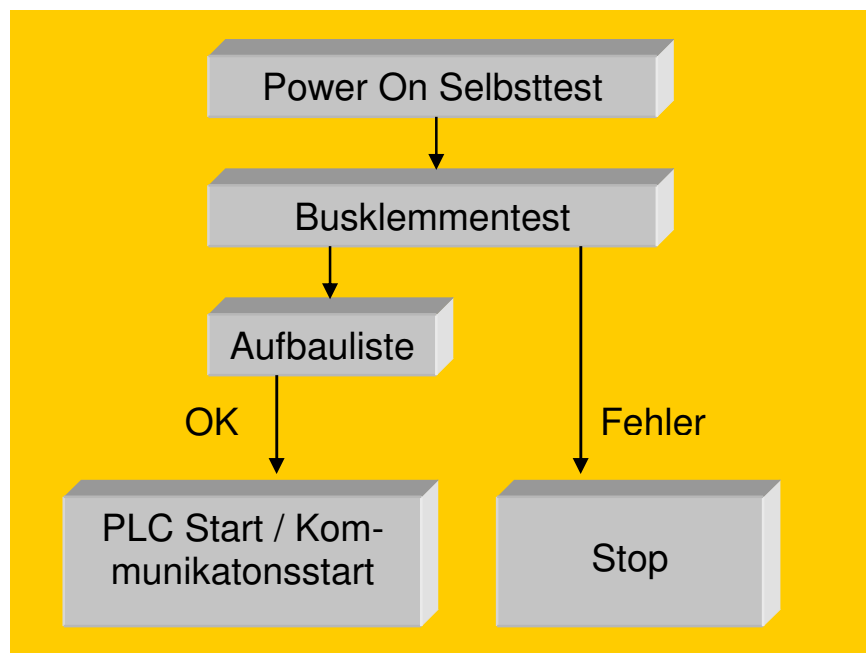 Power On Selbsttest
Busklemmentest
Aufbauliste
OK
Fehler
PLC Start / Kom-
munikatonsstart
Stop